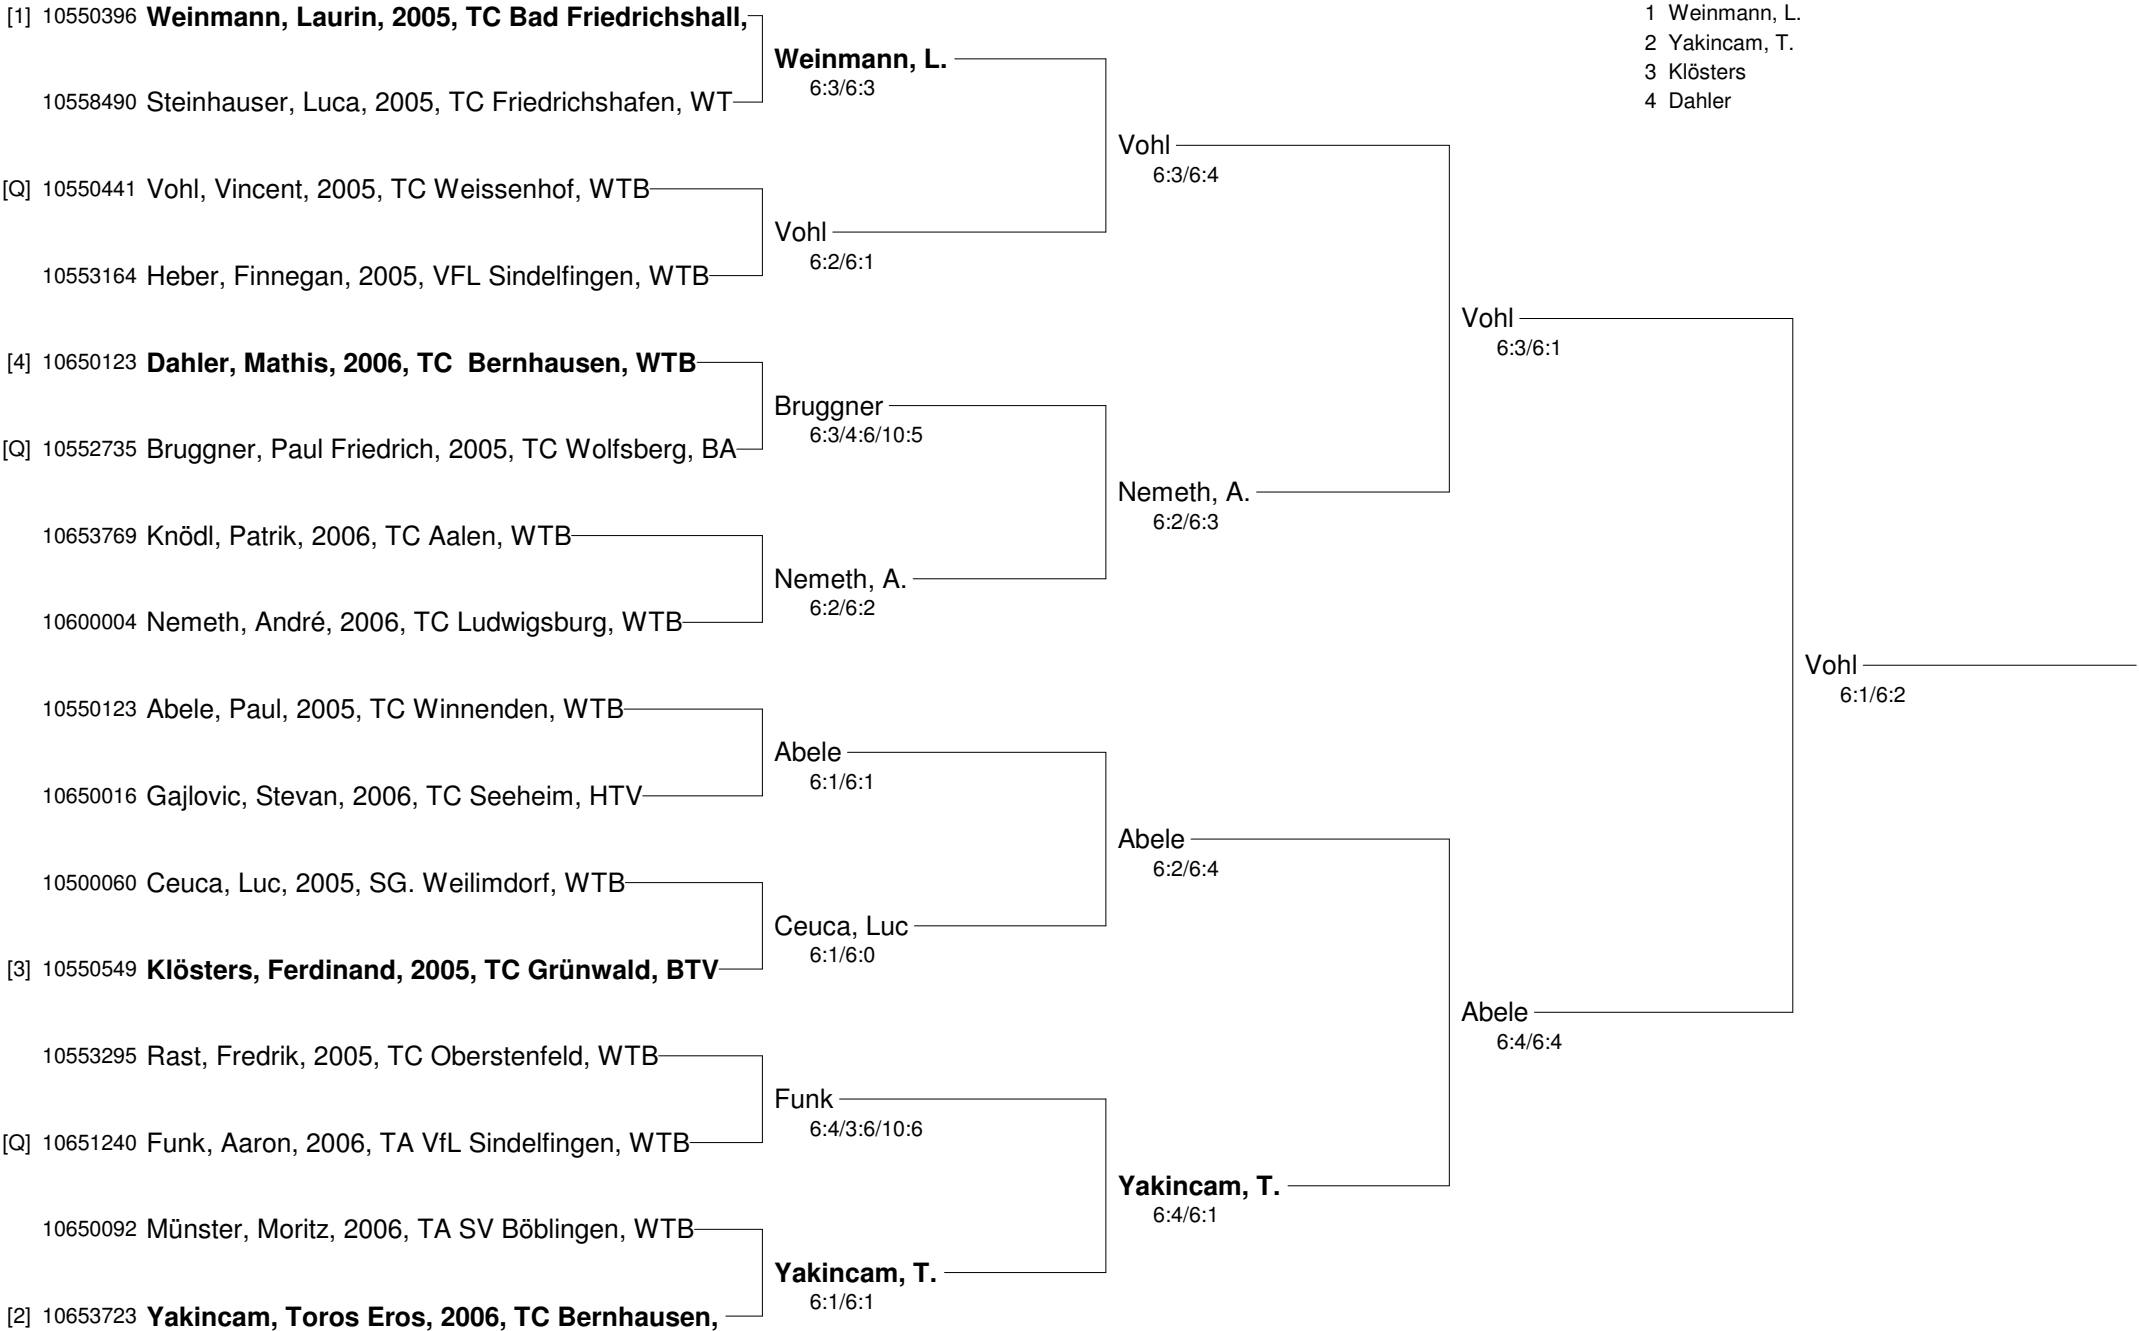 [1] 10550396 Weinmann, Laurin, 2005, TC Bad Friedrichshall,
10558490 Steinhauser, Luca, 2005, TC Friedrichshafen, WT
[Q] 10550441 Vohl, Vincent, 2005, TC Weissenhof, WTB
10553164 Heber, Finnegan, 2005, VFL Sindelfingen, WTB
[4] 10650123 Dahler, Mathis, 2006, TC Bernhausen, WTB
[Q] 10552735 Bruggner, Paul Friedrich, 2005, TC Wolfsberg, BA
10653769 Knödl, Patrik, 2006, TC Aalen, WTB
10600004 Nemeth, André, 2006, TC Ludwigsburg, WTB
10550123 Abele, Paul, 2005, TC Winnenden, WTB
10650016 Gajlovic, Stevan, 2006, TC Seeheim, HTV
10500060 Ceuca, Luc, 2005, SG. Weilimdorf, WTB
[3] 10550549 Klösters, Ferdinand, 2005, TC Grünwald, BTV
10553295 Rast, Fredrik, 2005, TC Oberstenfeld, WTB
[Q] 10651240 Funk, Aaron, 2006, TA VfL Sindelfingen, WTB
10650092 Münster, Moritz, 2006, TA SV Böblingen, WTB
[2] 10653723 Yakincam, Toros Eros, 2006, TC Bernhausen,
Weinmann, L.
6:3/6:3
Vohl
6:2/6:1
Bruggner
6:3/4:6/10:5
Nemeth, A.
6:2/6:2
Abele
6:1/6:1
Ceuca, Luc
6:1/6:0
Funk
6:4/3:6/10:6
Yakincam, T.
6:1/6:1
Vohl
6:3/6:4
Nemeth, A.
6:2/6:3
Abele
6:2/6:4
Yakincam, T.
6:4/6:1
Vohl
6:3/6:1
Abele
6:4/6:4
Vohl
6:1/6:2
1 Weinmann, L.
2 Yakincam, T.
3 Klösters
4 Dahler